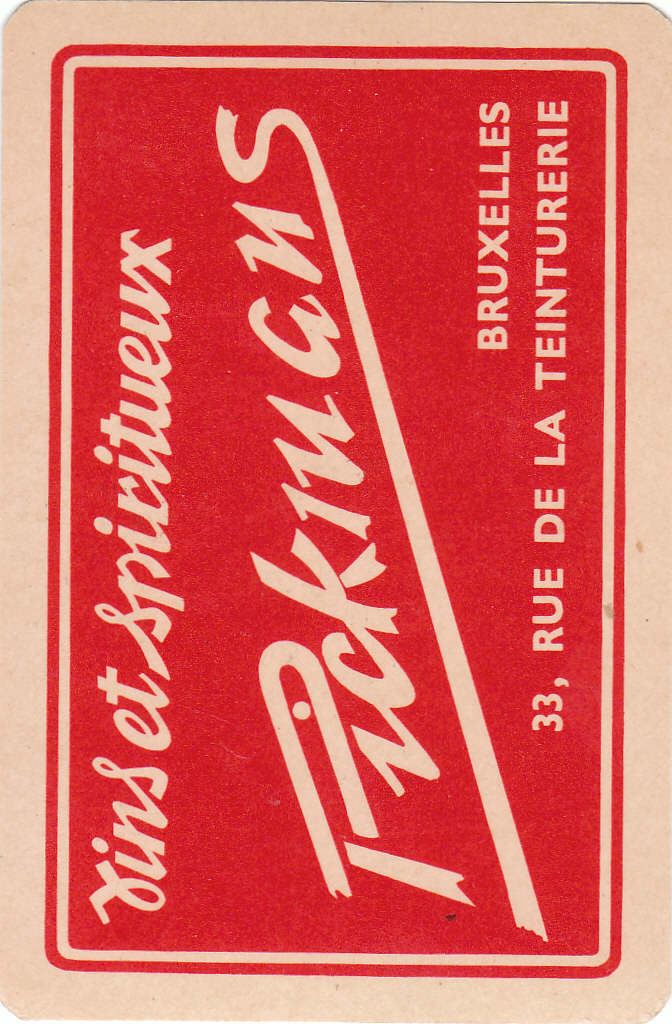 Vins et spiritueux
Pickmans
BRUXELLES
33, RUE DE LA TEINTURERIE